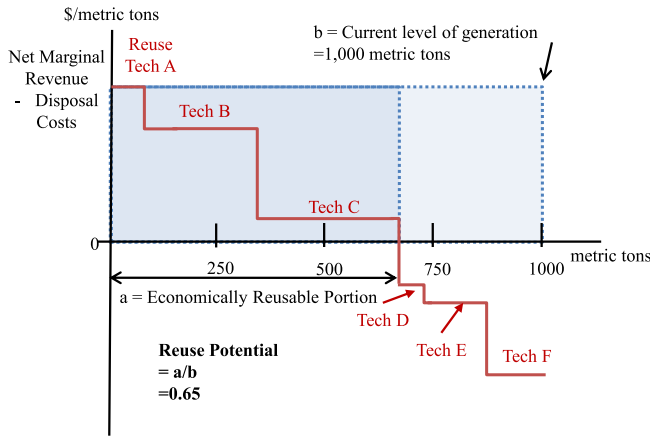 $/metric tons
Net Marginal
Revenue
- Disposal
Costs
Reuse
Tech A
b = Current level of generation
=1,000 metric tons
Tech B
Tech C
0
250
500
750
1000
metric tons
a = Economically Reusable Portion
Tech D
Tech E
Tech F
Reuse Potential
= a/b
=0.65